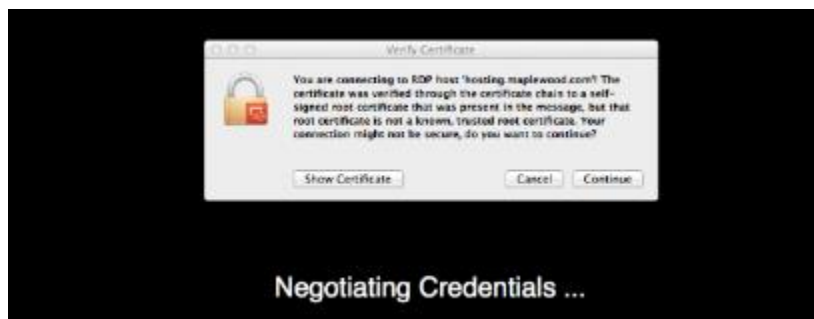 Verify Certificate
You are connecting to RDP host 'hosting.maplewood.com'! The
certificate was verified through the certificate chain to a self-
signed root certificate that was present in the message, but that
root certificate is not a known, trusted root certificate. Your
connection might not be secure, do you want to continue?
Show Certificate
Cancel
Continue
Negotiating Credentials ...